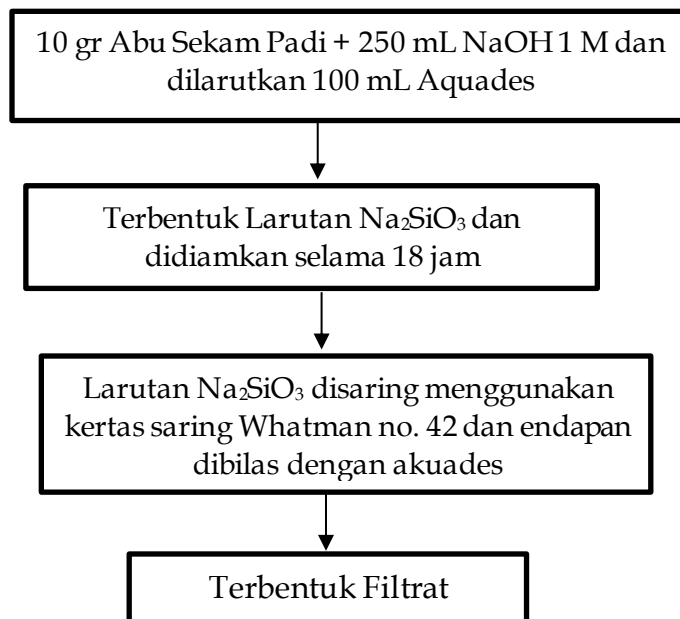 10 gr Abu Sekam Padi + 250 mL NaOH 1 M dan
dilarutkan 100 mL Aquades
Terbentuk Larutan Na₂SiO₃ dan
didiamkan selama 18 jam
Larutan Na₂SiO₃ disaring menggunakan
kertas saring Whatman no. 42 dan endapan
dibilas dengan akuades
Terbentuk Filtrat